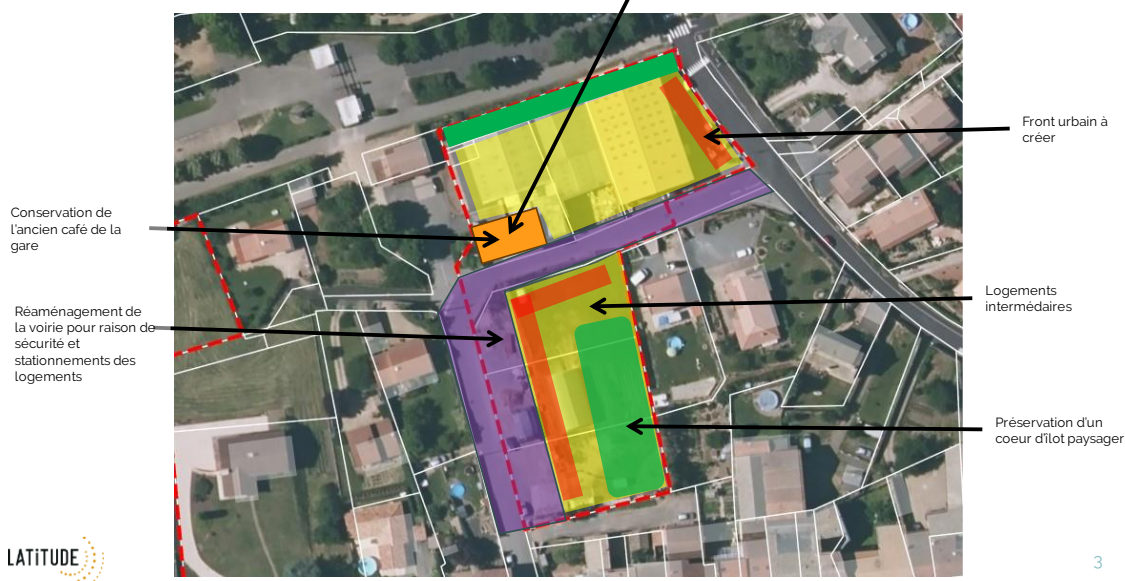 Front urbain à
créer
Conservation de
l'ancien café de la
gare
Logements
intermédaires
Réaménagement de
la voirie pour raison de
sécurité et
stationnements des
logements
Préservation d'un
coeur d'îlot paysager
LATiTUDE
3